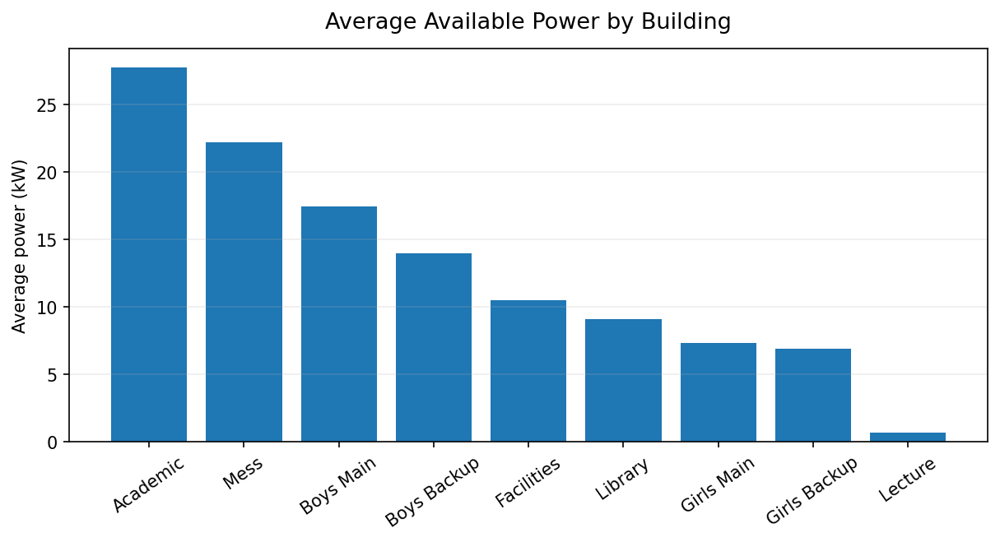 Average Available Power by Building
Average power (kW)
25
20
15
10
5
0
Academic
Mess
Boys Main
Boys Backup
Facilities
Library
Girls Main
Girls Backup
Lecture